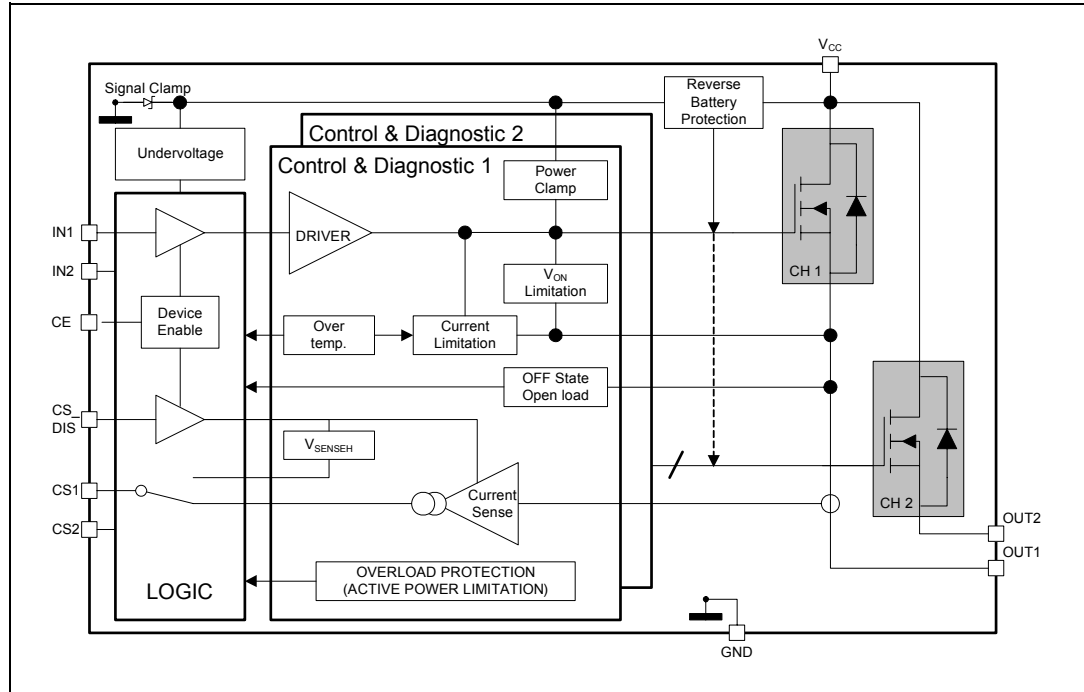 VCC
Signal Clamp
Reverse
Battery
Protection
Control & Diagnostic 2
Undervoltage
Control & Diagnostic 1
Power
Clamp
IN1
DRIVER
IN2
VON
Limitation
CH 1
CE
Device
Enable
Over
temp.
Current
Limitation
OFF State
Open load
CS_
DIS
VSENSEH
CS1
Current
Sense
CH 2
CS2
OUT2
OUT1
OVERLOAD PROTECTION
(ACTIVE POWER LIMITATION)
LOGIC
GND